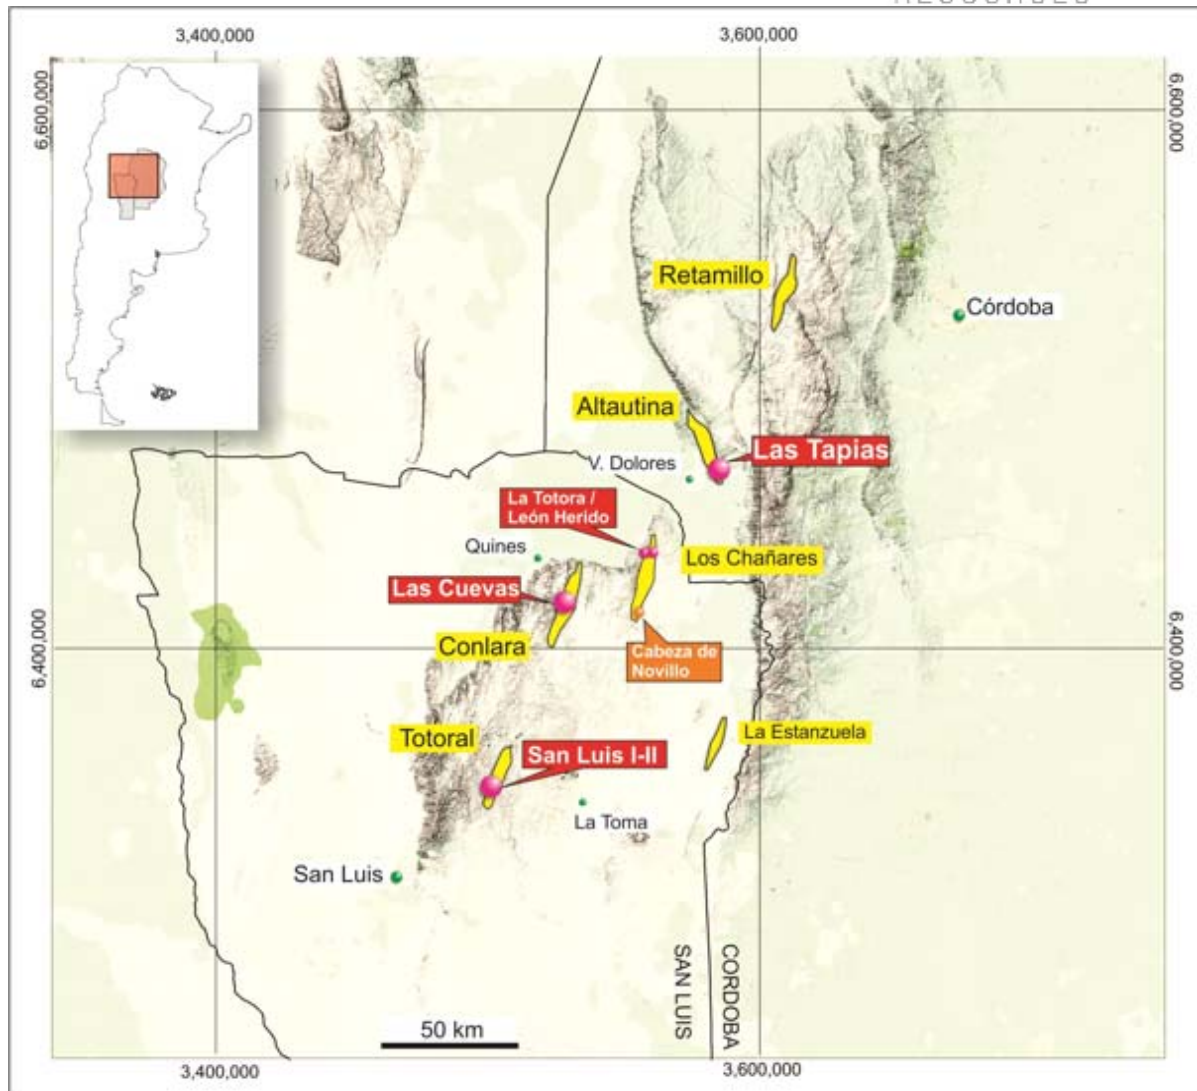 3,400,000
3,600,000
6,600,000
6,600,000
Retamillo
Córdoba
Altautina
Las Tapias
V. Dolores
La Totora /
León Herido
Quines
Los Chañares
Las Cuevas
Conlara
Cabeza de
Novillo
6,400,000
6,400,000
Totoral
La Estanzuela
San Luis I-II
La Toma
San Luis
SAN LUIS
CORDOBA
50 km
3,400,000
3,600,000